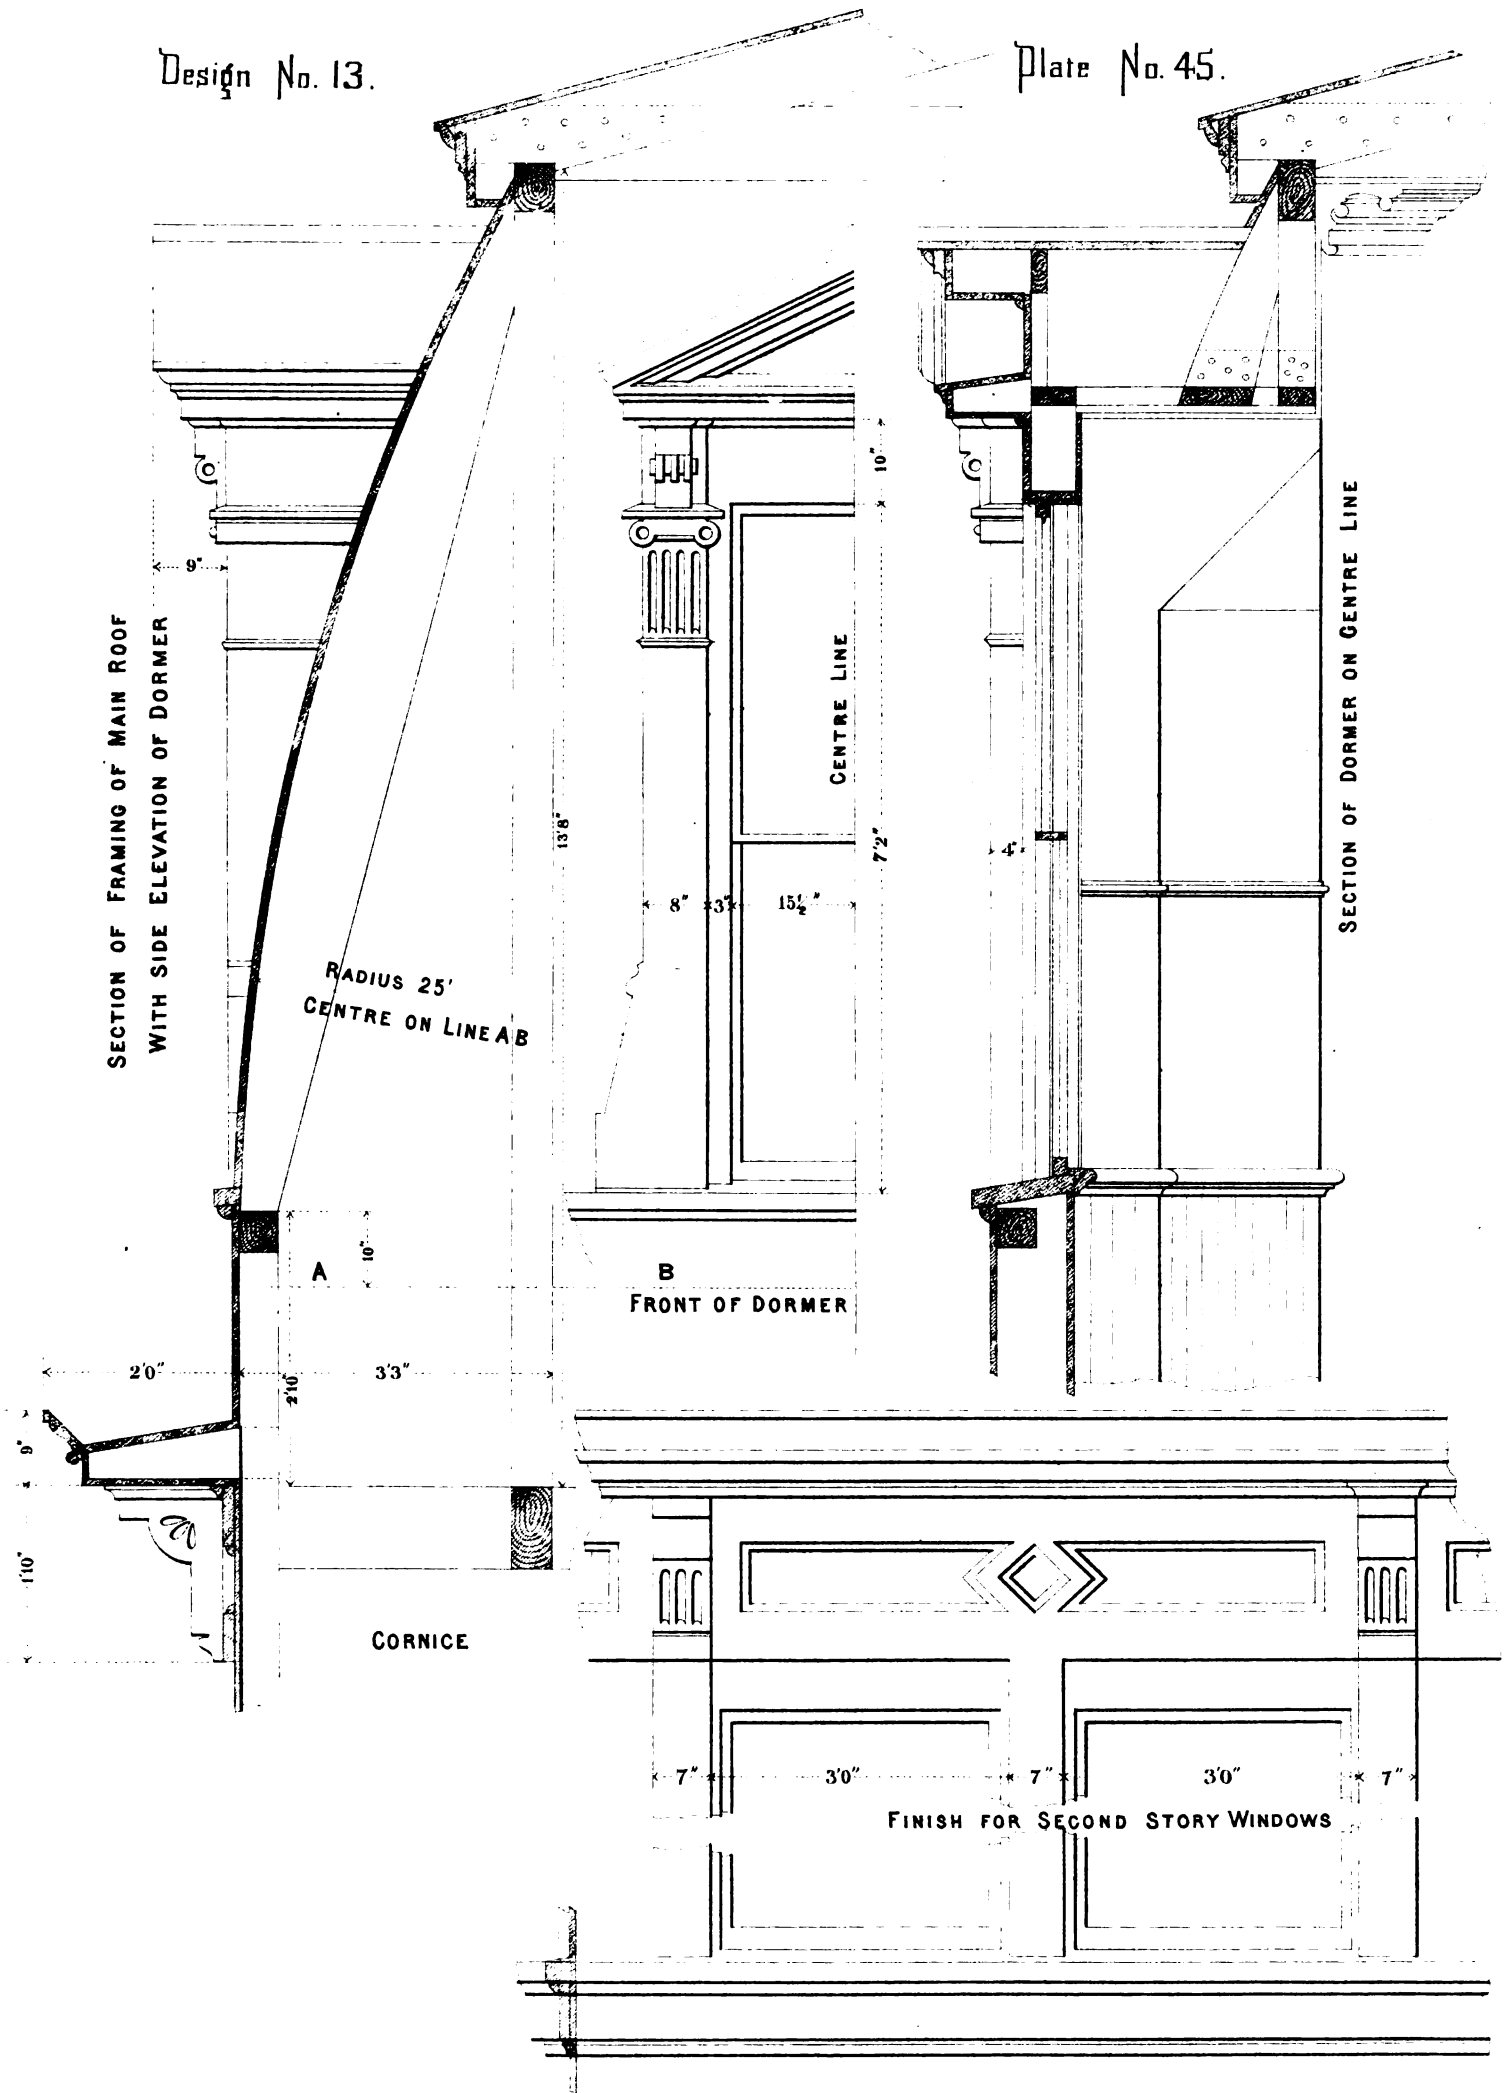 Design No. 13.
Plate No. 45.
SECTION OF FRAMING OF MAIN ROOF
WITH SIDE ELEVATION OF DORMER
9"
13'8"
RADIUS 25'
CENTRE ON LINE AB
10"
CENTRE LINE
7'2"
8"
3"
15½"
4"
SECTION OF DORMER ON CENTRE LINE
A
10"
B
FRONT OF DORMER
2'0"
3'3"
2'10"
9"
1'10"
CORNICE
7"
3'0"
7"
3'0"
7"
FINISH FOR SECOND STORY WINDOWS